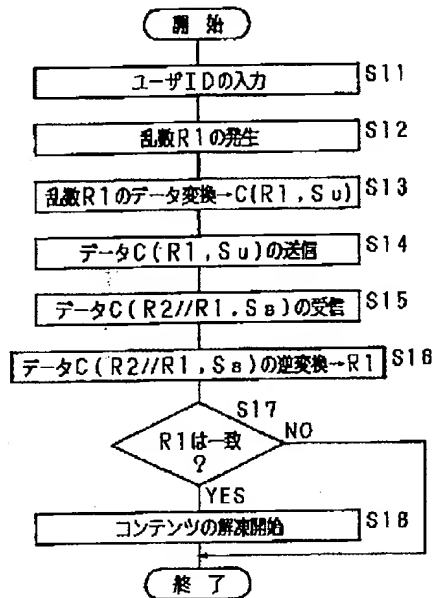 開始
ユーザIDの入力 S11
乱数R1の発生 S12
乱数R1のデータ変換→C(R1,Su) S13
データC(R1,Su)の送信 S14
データC(R2//R1,Ss)の受信 S15
データC(R2//R1,Ss)の逆変換→R1 S16
S17
R1は一致
?
NO
YES
コンテンツの解凍開始 S18
終了